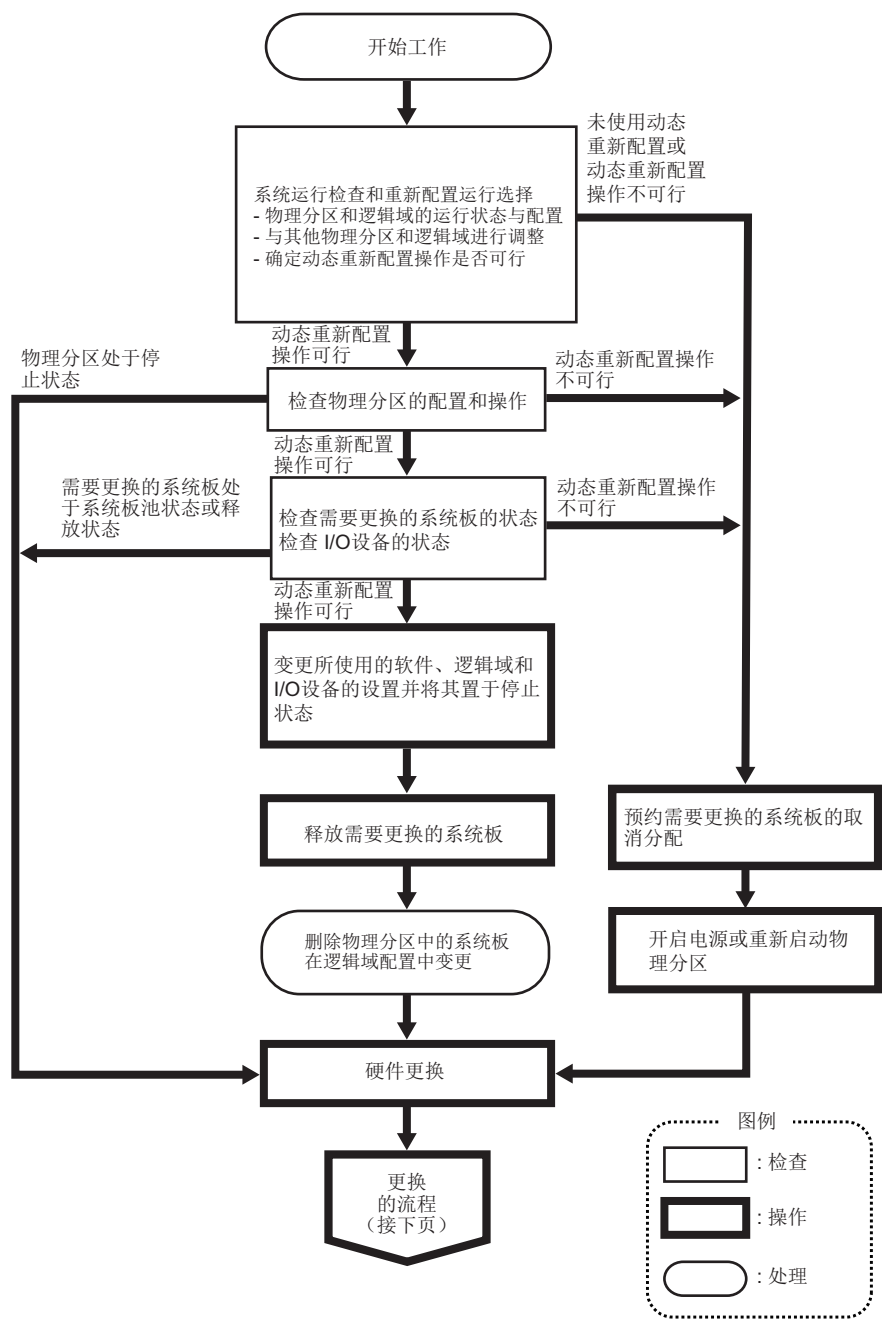 开始工作
未使用动态
重新配置或
动态重新配置
操作不可行
系统运行检查和重新配置运行选择
- 物理分区和逻辑域的运行状态与配置
- 与其他物理分区和逻辑域进行调整
- 确定动态重新配置操作是否可行
动态重新配置
操作可行
物理分区处于停
止状态
动态重新配置操作
不可行
检查物理分区的配置和操作
动态重新配置
操作可行
需要更换的系统板处
于系统板池状态或释
放状态
动态重新配置操作
不可行
检查需要更换的系统板的状态
检查 I/O设备的状态
动态重新配置
操作可行
变更所使用的软件、逻辑域和
I/O设备的设置并将其置于停止
状态
释放需要更换的系统板
预约需要更换的系统板的取
消分配
删除物理分区中的系统板
在逻辑域配置中变更
开启电源或重新启动物
理分区
硬件更换
更换
的流程
（接下页）
图例
: 检查
: 操作
: 处理